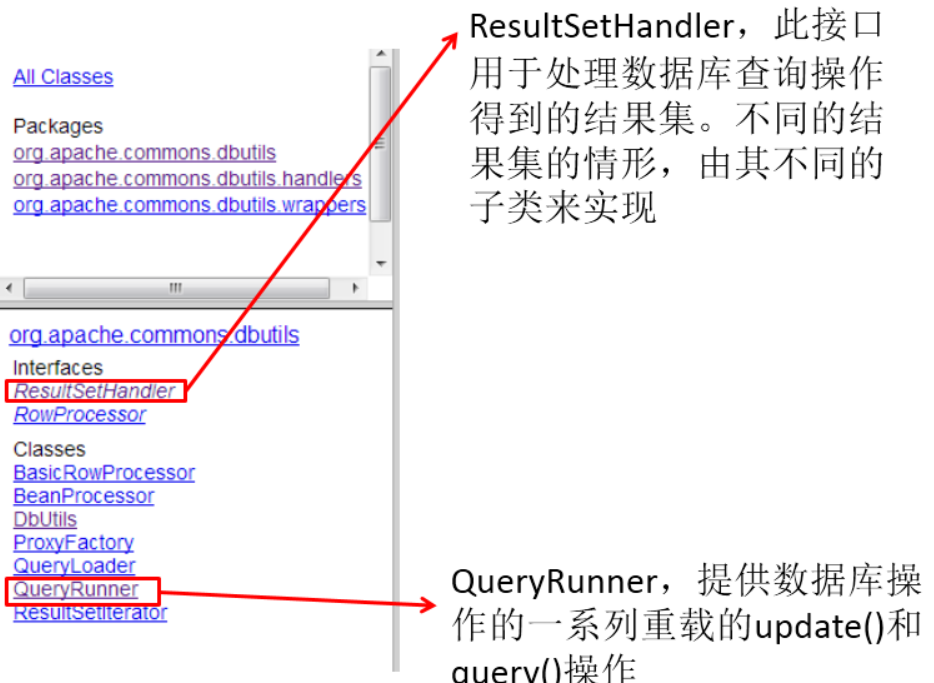 All Classes
Packages
org.apache.commons.dbutils
org.apache.commons.dbutils.handlers
org.apache.commons.dbutils.wrappers
org.apache.commons.dbutils
Interfaces
ResultSetHandler
RowProcessor
Classes
BasicRowProcessor
BeanProcessor
DbUtils
ProxyFactory
QueryLoader
QueryRunner
ResultSetIterator
ResultSetHandler，此接口
用于处理数据库查询操作
得到的结果集。不同的结
果集的情形，由其不同的
子类来实现
QueryRunner，提供数据库操
作的一系列重载的update()和
query()操作